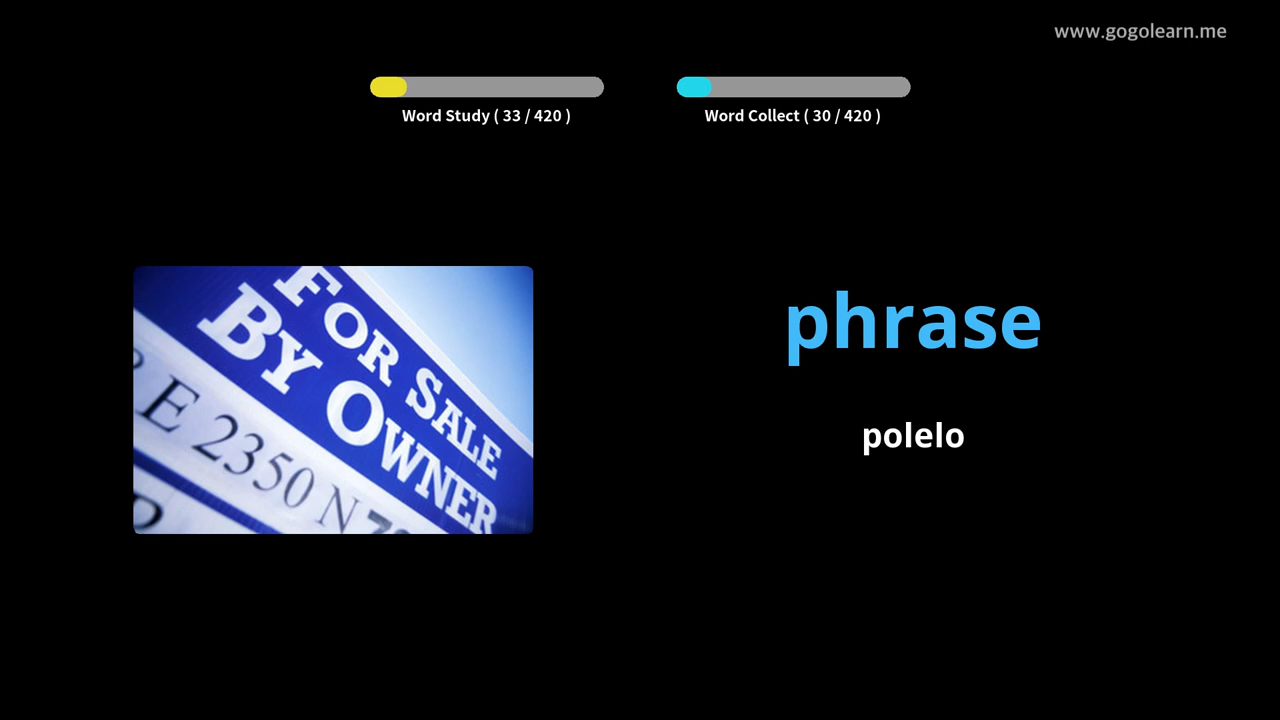 www.gogolearn.me
Word Study ( 33 / 420 )
Word Collect ( 30 / 420 )
FOR SALE
BY OWNER
E 2350 N
phrase
polelo